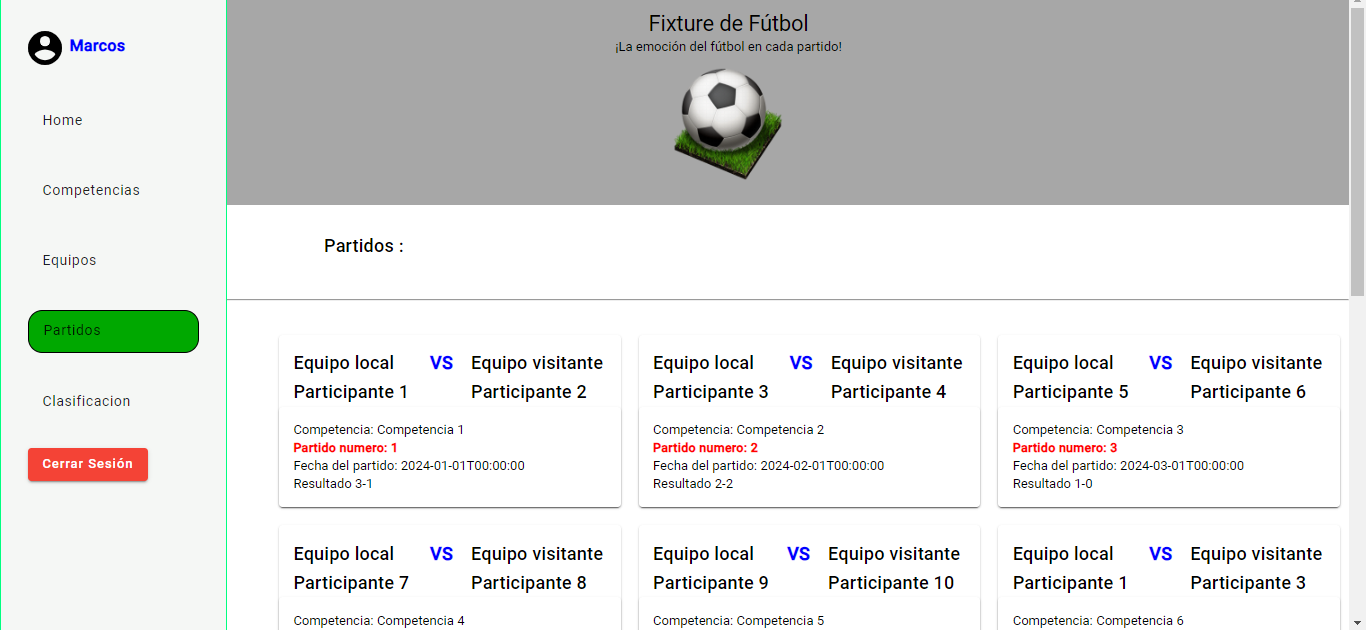 Marcos
Home
Competencias
Equipos
Partidos
Clasificacion
Cerrar Sesión
Fixture de Fútbol
¡La emoción del fútbol en cada partido!
Partidos :
Equipo local VS Equipo visitante
Participante 1 Participante 2
Competencia: Competencia 1
Partido numero: 1
Fecha del partido: 2024-01-01T00:00:00
Resultado 3-1
Equipo local VS Equipo visitante
Participante 3 Participante 4
Competencia: Competencia 2
Partido numero: 2
Fecha del partido: 2024-02-01T00:00:00
Resultado 2-2
Equipo local VS Equipo visitante
Participante 5 Participante 6
Competencia: Competencia 3
Partido numero: 3
Fecha del partido: 2024-03-01T00:00:00
Resultado 1-0
Equipo local VS Equipo visitante
Participante 7 Participante 8
Competencia: Competencia 4
Equipo local VS Equipo visitante
Participante 9 Participante 10
Competencia: Competencia 5
Equipo local VS Equipo visitante
Participante 1 Participante 3
Competencia: Competencia 6